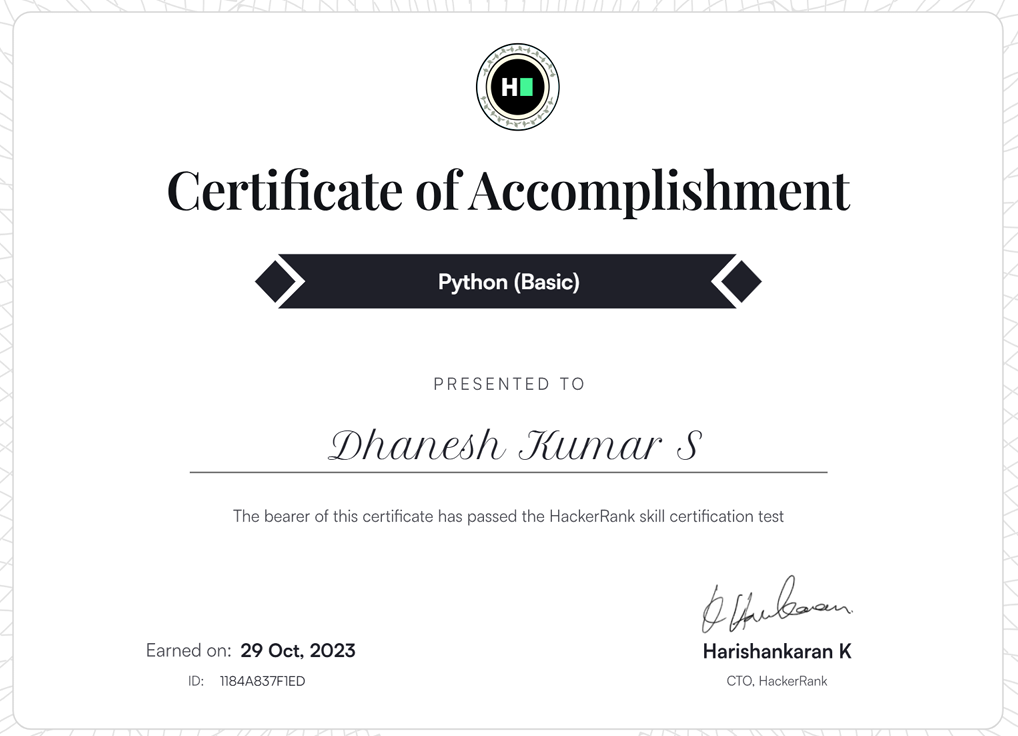 H
Certificate of Accomplishment
Python (Basic)
PRESENTED TO
Dhanesh Kumar S
The bearer of this certificate has passed the HackerRank skill certification test
Earned on: 29 Oct, 2023
ID: 1184A837F1ED
Harishankaran K
CTO, HackerRank